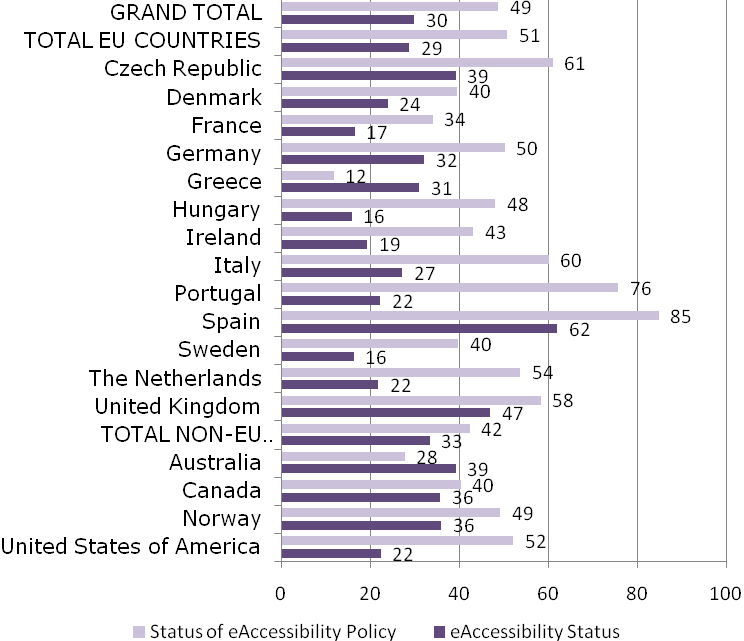 GRAND TOTAL 49
30
TOTAL EU COUNTRIES 51
29
Czech Republic 61
39
Denmark 40
24
France 34
17
Germany 50
32
Greece 12
31
Hungary 48
16
Ireland 43
19
Italy 60
27
Portugal 76
22
Spain 85
62
Sweden 40
16
The Netherlands 54
22
United Kingdom 58
47
TOTAL NON-EU.. 42
33
Australia 28
39
Canada 40
36
Norway 49
36
United States of America 52
22
0 20 40 60 80 100
Status of eAccessibility Policy eAccessibility Status